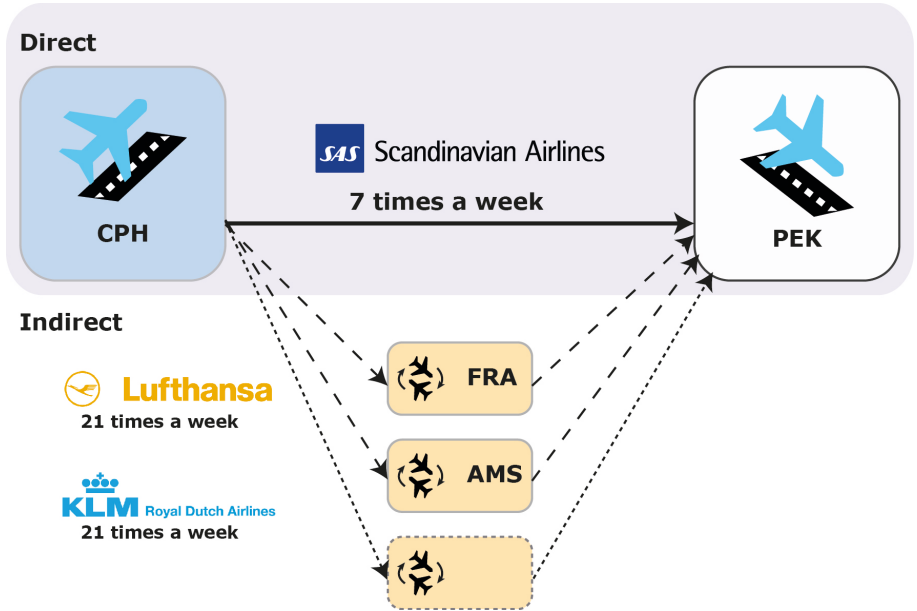 Direct
SAS Scandinavian Airlines
7 times a week
CPH
PEK
Indirect
FRA
Lufthansa
21 times a week
AMS
KLM Royal Dutch Airlines
21 times a week